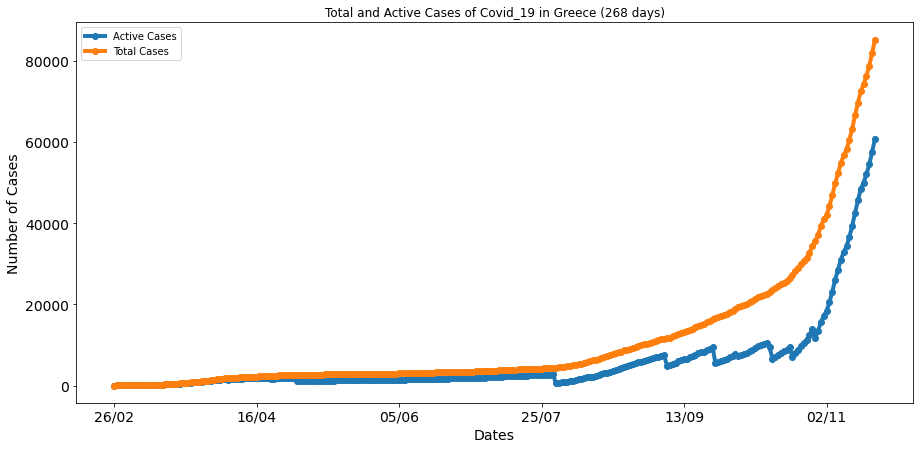 Total and Active Cases of Covid_19 in Greece (268 days)
Active Cases
Total Cases
80000
60000
40000
20000
0
Number of Cases
26/02 16/04 05/06 25/07 13/09 02/11
Dates